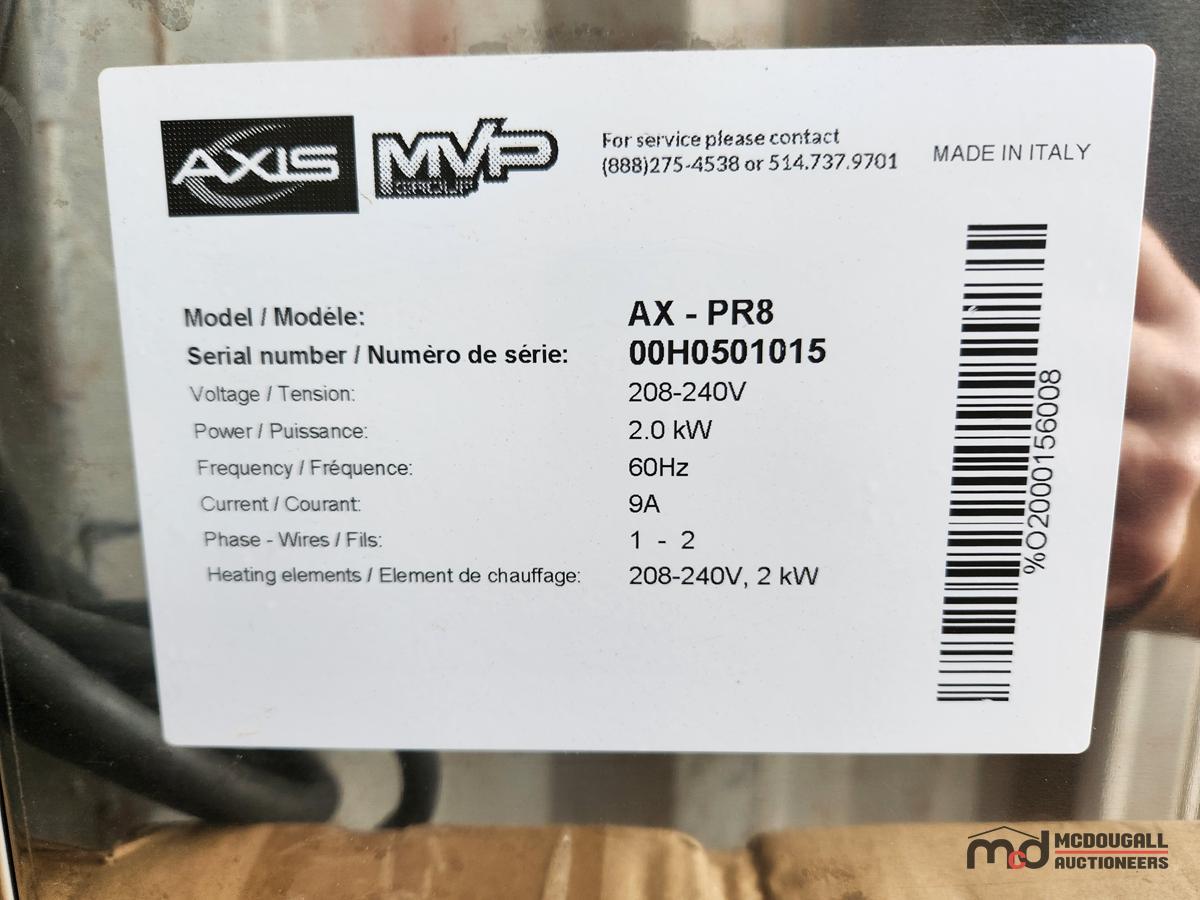 AXIS
MVP
GROUP
For service please contact
(888)275-4538 or 514.737.9701
MADE IN ITALY
Model / Modéle: AX - PR8
Serial number / Numèro de série: 00H0501015
Voltage / Tension: 208-240V
Power / Puissance: 2.0 kW
Frequency / Fréquence: 60Hz
Current / Courant: 9A
Phase - Wires / Fils: 1 - 2
Heating elements / Element de chauffage: 208-240V, 2 kW
%O2000156008
mcd MCDOUGALL
AUCTIONEERS